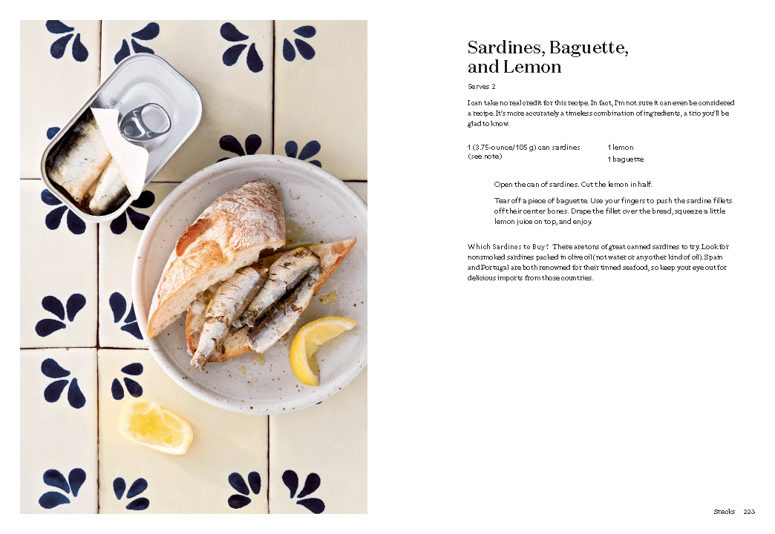 Sardines, Baguette,
and Lemon
Serves 2
I can take no real credit for this recipe. In fact, I'm not sure it can even be considered
a recipe. It's more accurately a timeless combination of ingredients, a trio you'll be
glad to know.
1 (3.75-ounce/105 g) can sardines
(see note)
1 lemon
1 baguette
Open the can of sardines. Cut the lemon in half.
Tear off a piece of baguette. Use your fingers to push the sardine fillets
off their center bones. Drape the fillet over the bread, squeeze a little
lemon juice on top, and enjoy.
Which Sardines to Buy? There are tons of great canned sardines to try. Look for
nonsmoked sardines packed in olive oil (not water or any other kind of oil). Spain
and Portugal are both renowned for their tinned seafood, so keep your eye out for
delicious imports from those countries.
Snacks 223